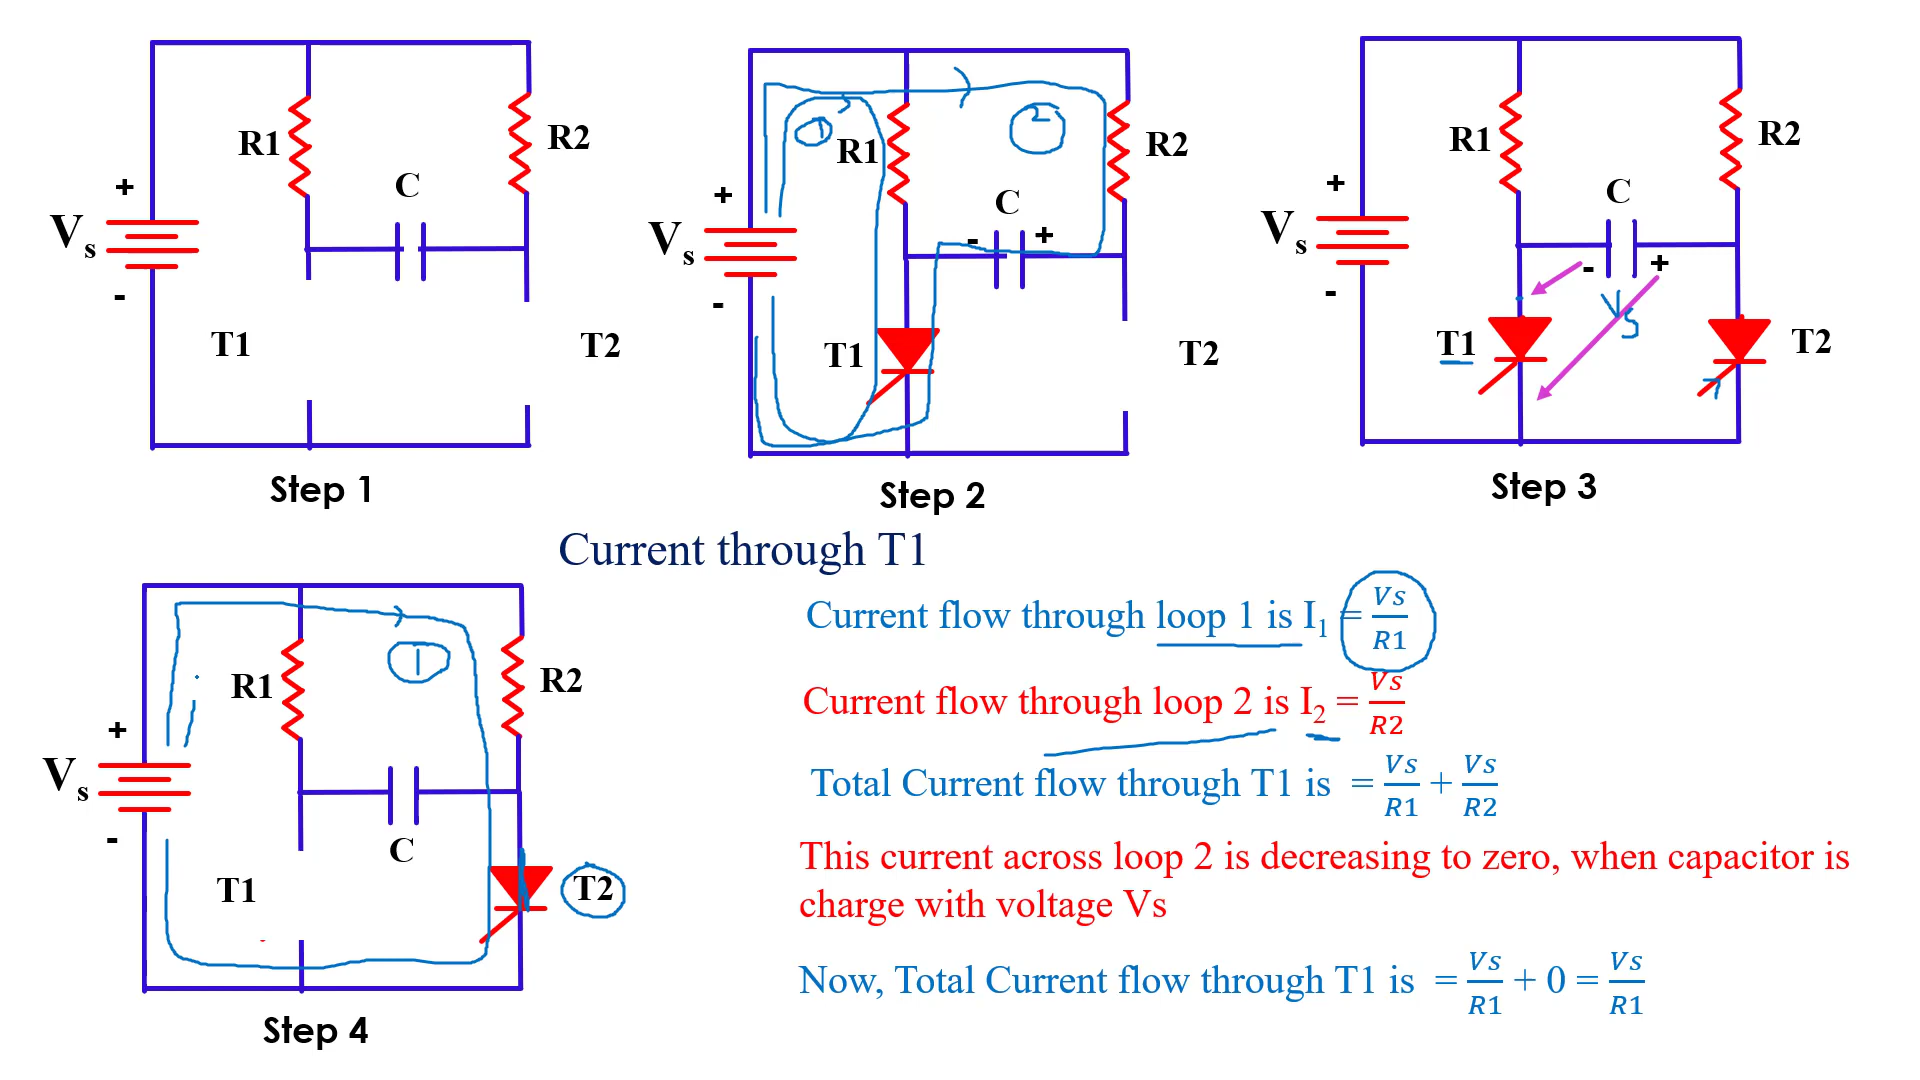 R1
R2
C
+
Vs
-
T1
T2
Step 1
1
2
R1
R2
+
C
- +
Vs
-
T1
T2
Step 2
R1
R2
+
C
Vs
- +
-
Vs
T1
T2
Step 3
Current through T1
Current flow through loop 1 is I1 = Vs/R1
Current flow through loop 2 is I2 = Vs/R2
Total Current flow through T1 is = Vs/R1 + Vs/R2
This current across loop 2 is decreasing to zero, when capacitor is
charge with voltage Vs
Now, Total Current flow through T1 is = Vs/R1 + 0 = Vs/R1
1
R1
R2
+
Vs
-
C
T1
T2
Step 4